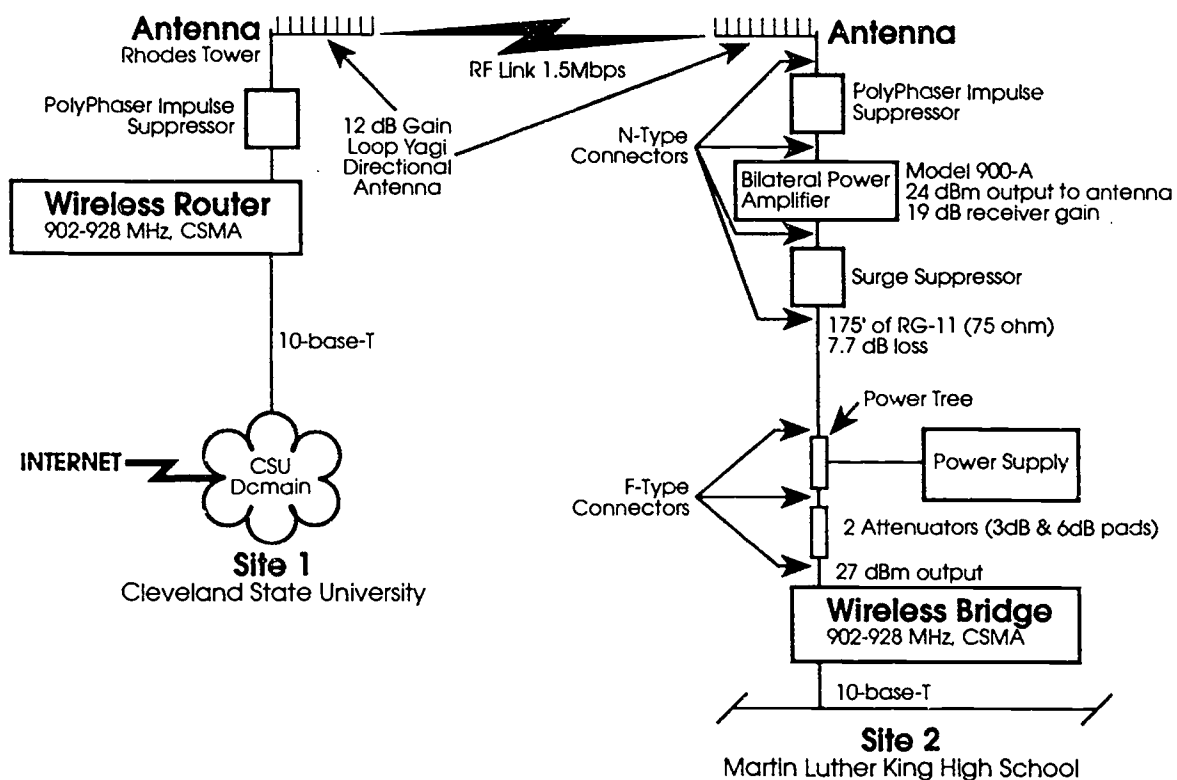 Antenna
Rhodes Tower
PolyPhaser Impulse
Suppressor
12 dB Gain
Loop Yagi
Directional
Antenna
RF Link 1.5Mbps
Wireless Router
902-928 MHz, CSMA
10-base-T
INTERNET
CSU
Dcmain
Site 1
Cleveland State University
Antenna
PolyPhaser Impulse
Suppressor
N-Type
Connectors
Bilateral Power
Amplifier
Model 900-A
24 dBm output to antenna
19 dB receiver gain
Surge Suppressor
175' of RG-11 (75 ohm)
7.7 dB loss
Power Tree
Power Supply
F-Type
Connectors
2 Attenuators (3dB & 6dB pads)
27 dBm output
Wireless Bridge
902-928 MHz, CSMA
10-base-T
Site 2
Martin Luther King High School